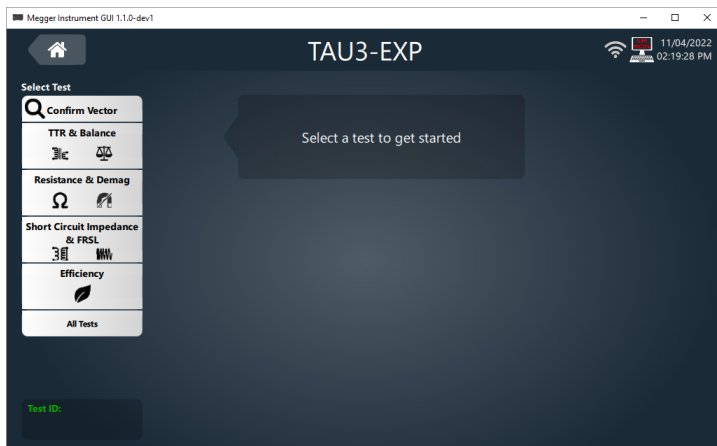 Megger Instrument GUI 1.1.0-dev1
TAU3-EXP
11/04/2022
02:19:28 PM
Select Test
Confirm Vector
TTR & Balance
Resistance & Demag
Short Circuit Impedance
& FRSL
Efficiency
All Tests
Select a test to get started
Test ID: